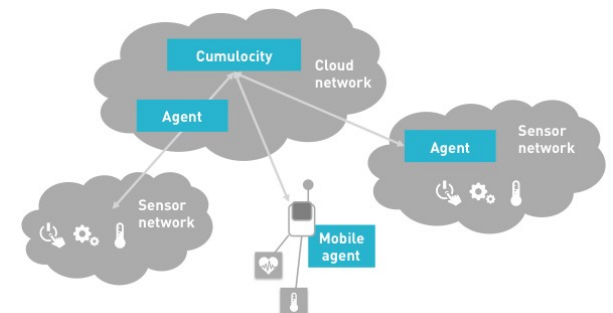 Cumulocity
Cloud
network
Agent
Agent
Sensor
network
Sensor
network
Mobile
agent